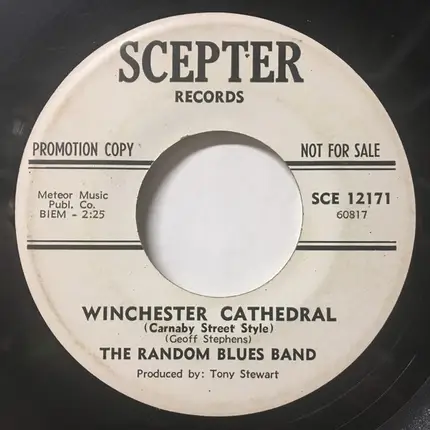 SCEPTER
RECORDS
PROMOTION COPY
NOT FOR SALE
Meteor Music
Publ. Co.
BIEM - 2:25
SCE 12171
60817
WINCHESTER CATHEDRAL
(Carnaby Street Style)
(Geoff Stephens)
THE RANDOM BLUES BAND
Produced by: Tony Stewart